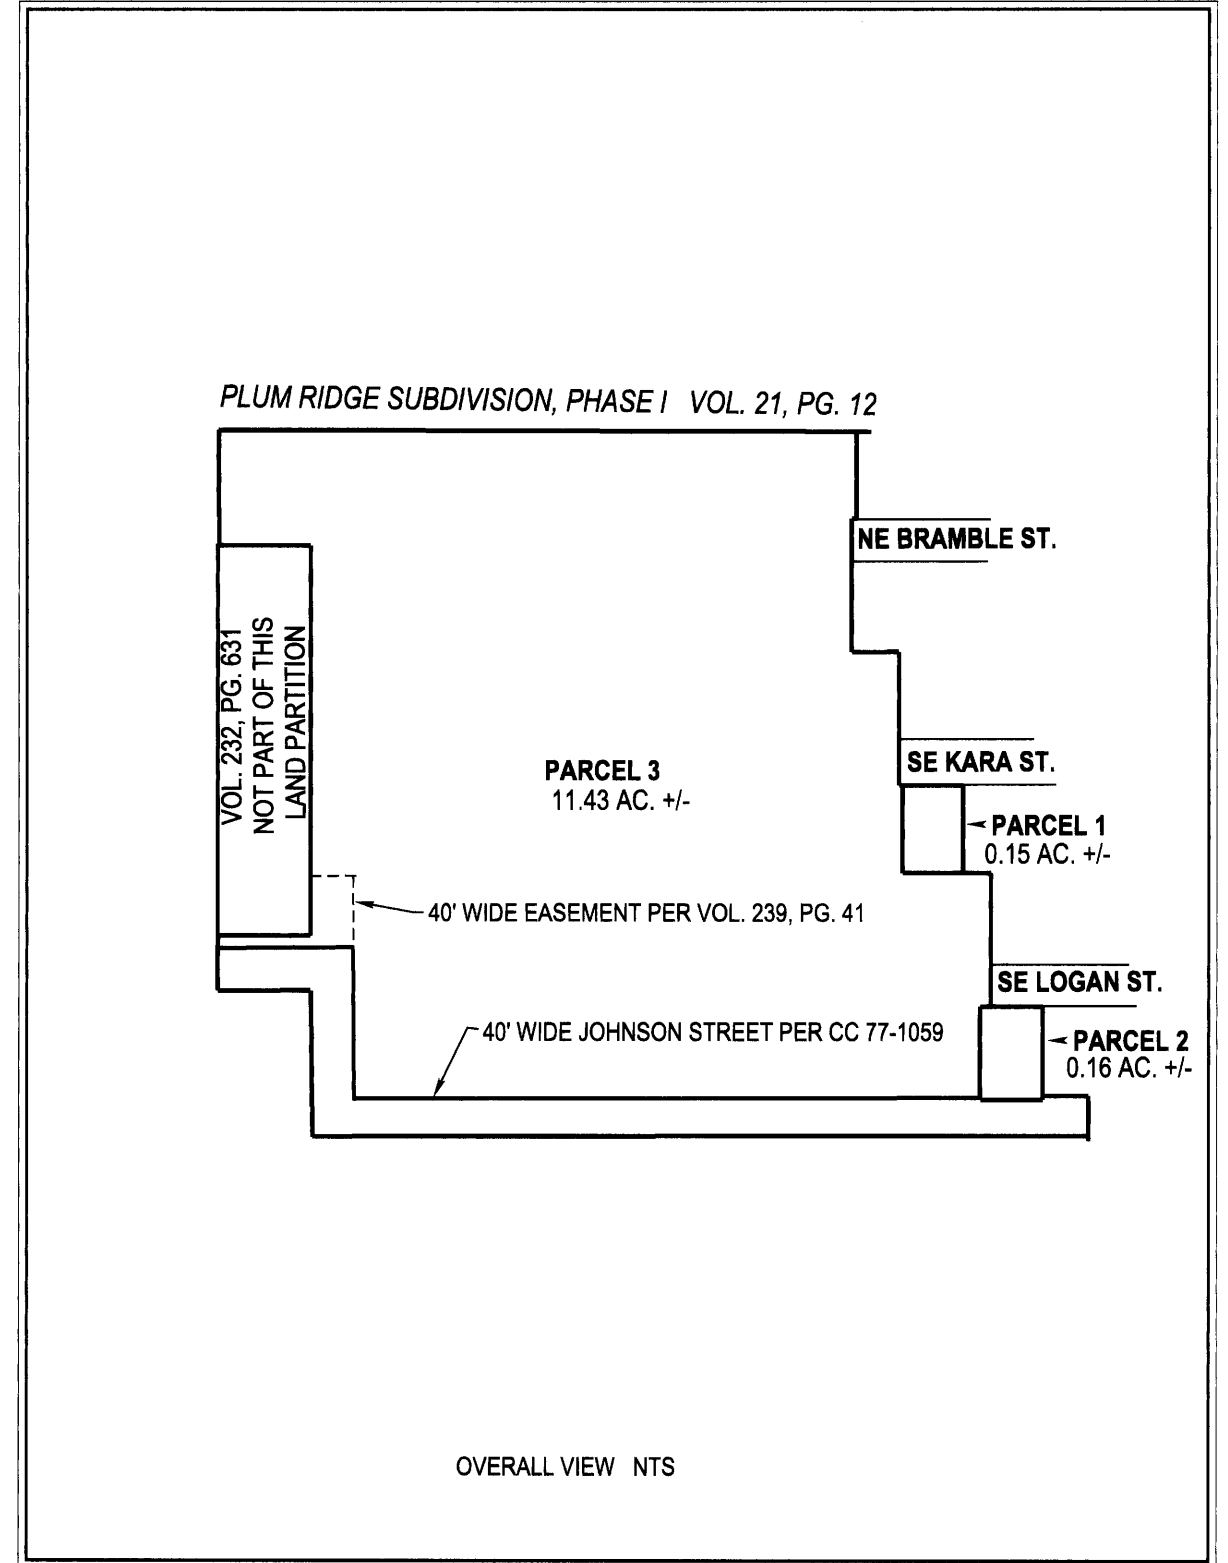 PLUM RIDGE SUBDIVISION, PHASE I VOL. 21, PG. 12
NE BRAMBLE ST.
VOL. 232, PG. 631
NOT PART OF THIS
LAND PARTITION
SE KARA ST.
PARCEL 3
11.43 AC. +/-
PARCEL 1
0.15 AC. +/-
40' WIDE EASEMENT PER VOL. 239, PG. 41
SE LOGAN ST.
40' WIDE JOHNSON STREET PER CC 77-1059
PARCEL 2
0.16 AC. +/-
OVERALL VIEW NTS